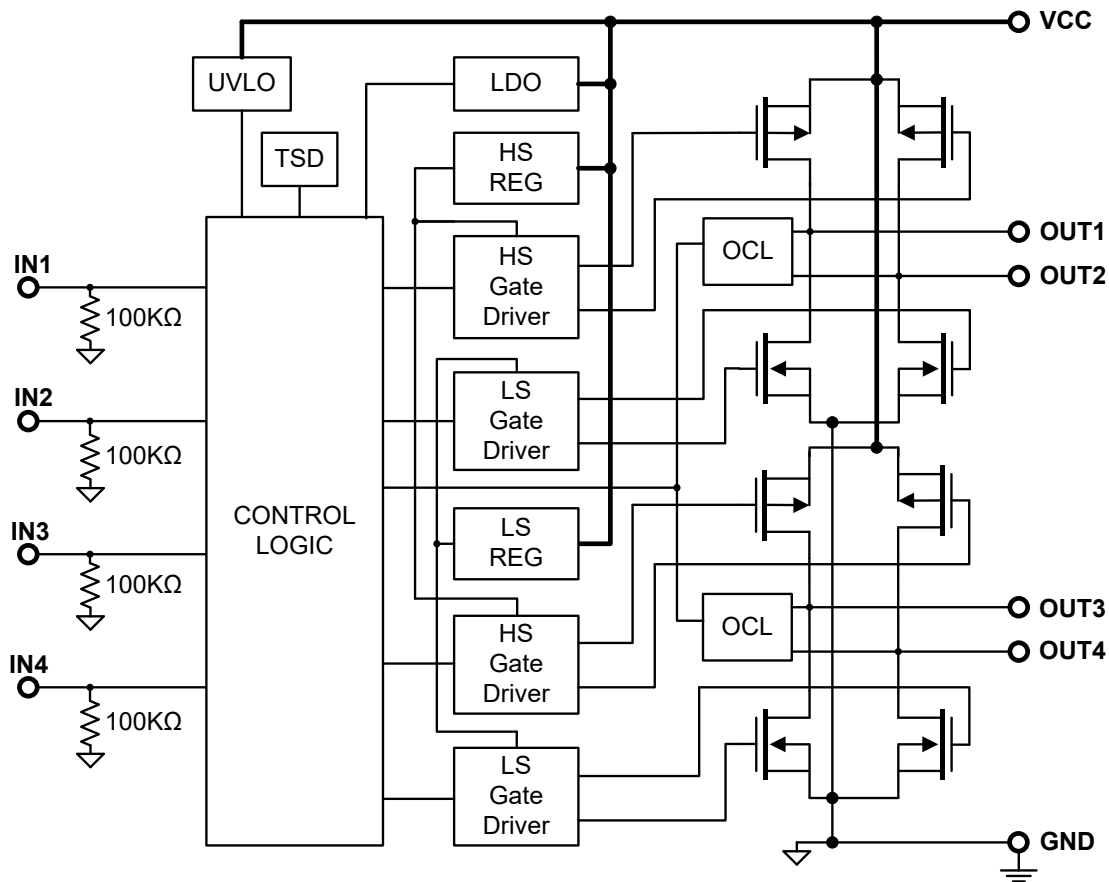 VCC
UVLO
LDO
TSD
HS
REG
OUT1
HS
Gate
Driver
OCL
OUT2
IN1
100KΩ
LS
Gate
Driver
IN2
100KΩ
CONTROL
LOGIC
LS
REG
IN3
100KΩ
OUT3
HS
Gate
Driver
OCL
OUT4
IN4
100KΩ
LS
Gate
Driver
GND